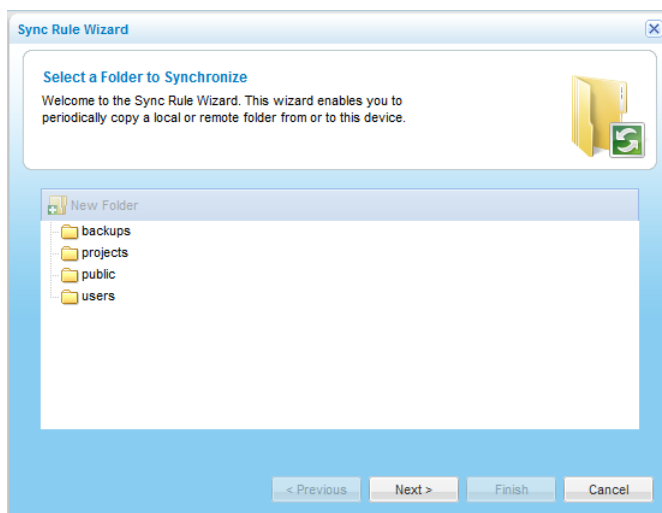 Sync Rule Wizard
Select a Folder to Synchronize
Welcome to the Sync Rule Wizard. This wizard enables you to
periodically copy a local or remote folder from or to this device.
New Folder
backups
projects
public
users
< Previous
Next >
Finish
Cancel